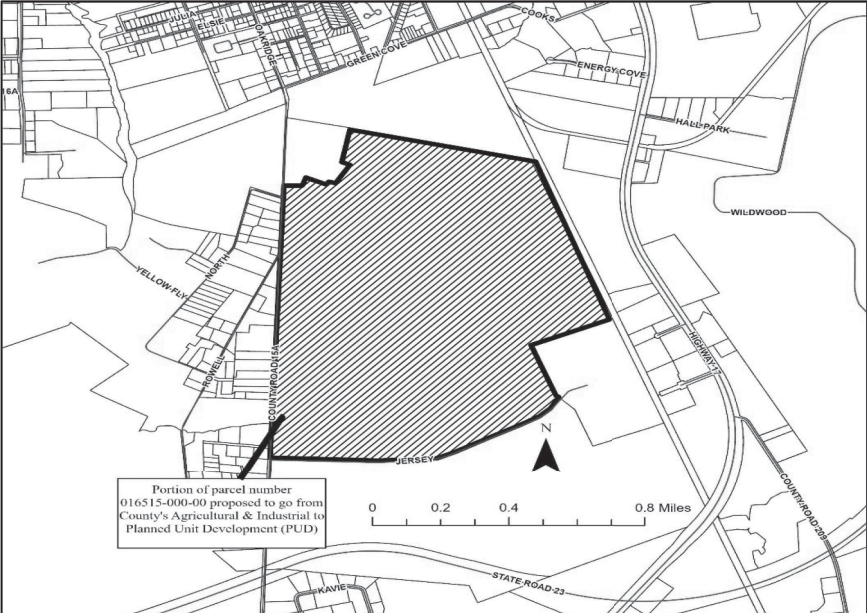 COOKS
JULIA
ELSIE
OAKRIDGE
GREEN COVE
ENERGY COVE
16A
HALL PARK
WILDWOOD
NORTH
YELLOW FLY
ROWELL
COUNTY ROAD 15A
HIGHWAY 17
N
JERSEY
Portion of parcel number
016515-000-00 proposed to go from
County's Agricultural & Industrial to
Planned Unit Development (PUD)
0 0.2 0.4 0.8 Miles
COUNTY ROAD 209
STATE ROAD 23
KAVIE